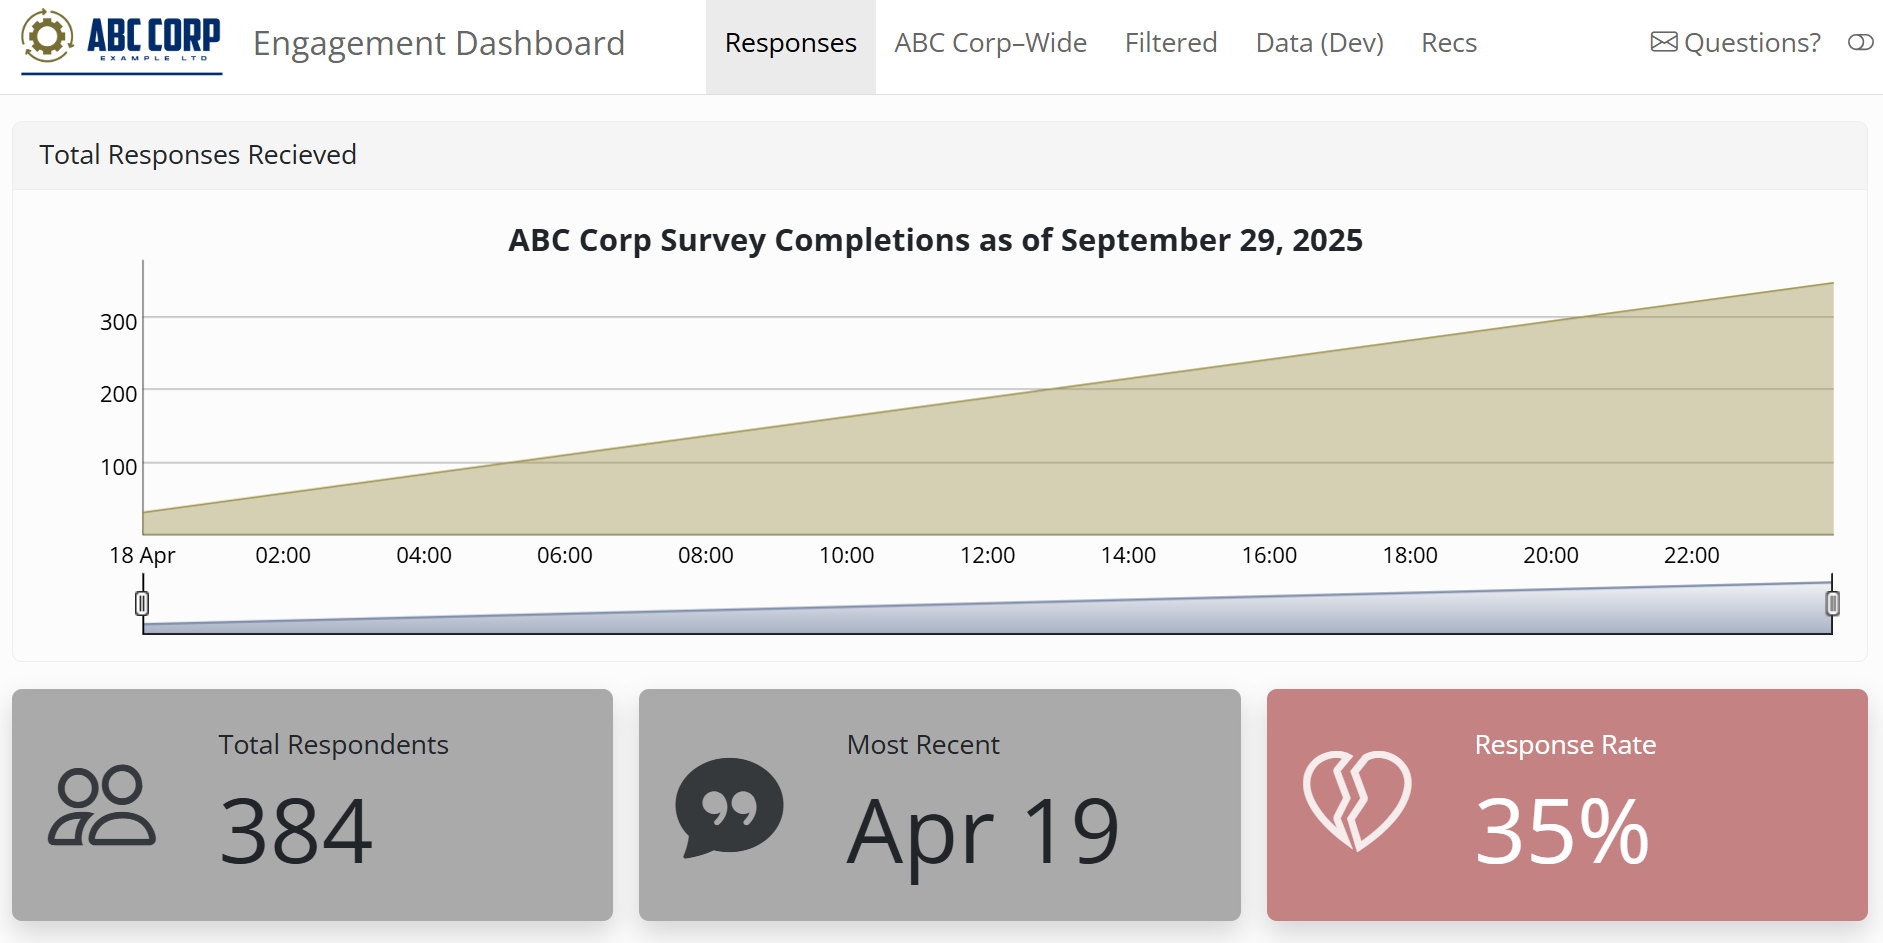 ABC CORP
EXAMPLE LTD
Engagement Dashboard
Responses
ABC Corp–Wide
Filtered
Data (Dev)
Recs
Questions?
Total Responses Recieved
ABC Corp Survey Completions as of September 29, 2025
300
200
100
18 Apr
02:00
04:00
06:00
08:00
10:00
12:00
14:00
16:00
18:00
20:00
22:00
Total Respondents
384
Most Recent
Apr 19
Response Rate
35%